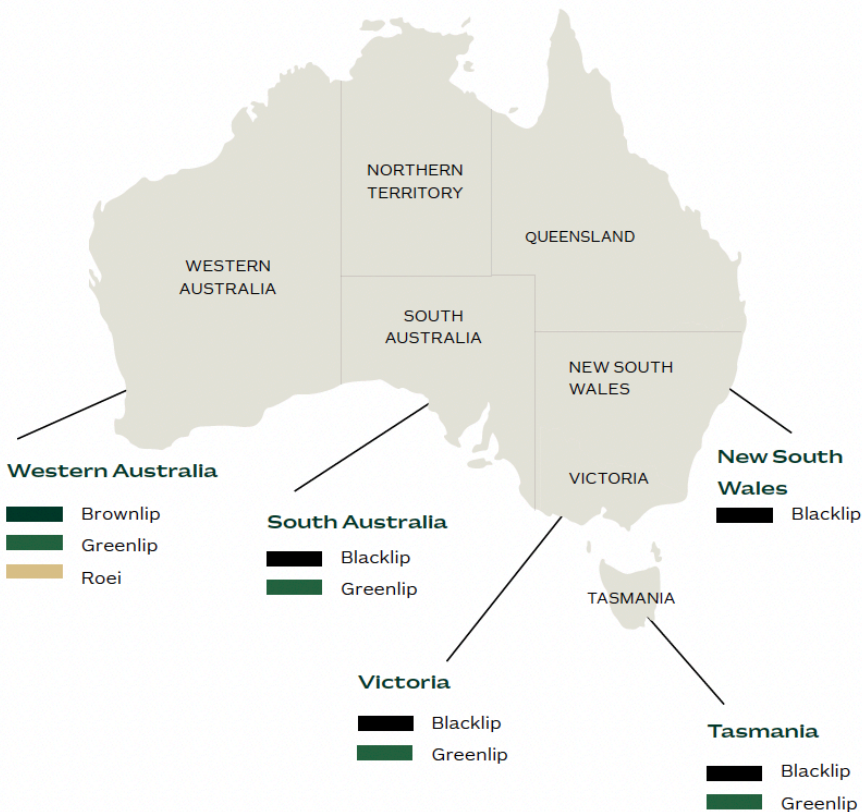 NORTHERN
TERRITORY
QUEENSLAND
WESTERN
AUSTRALIA
SOUTH
AUSTRALIA
NEW SOUTH
WALES
VICTORIA
TASMANIA
Western Australia
Brownlip
Greenlip
Roei
South Australia
Blacklip
Greenlip
New South
Wales
Blacklip
Victoria
Blacklip
Greenlip
Tasmania
Blacklip
Greenlip